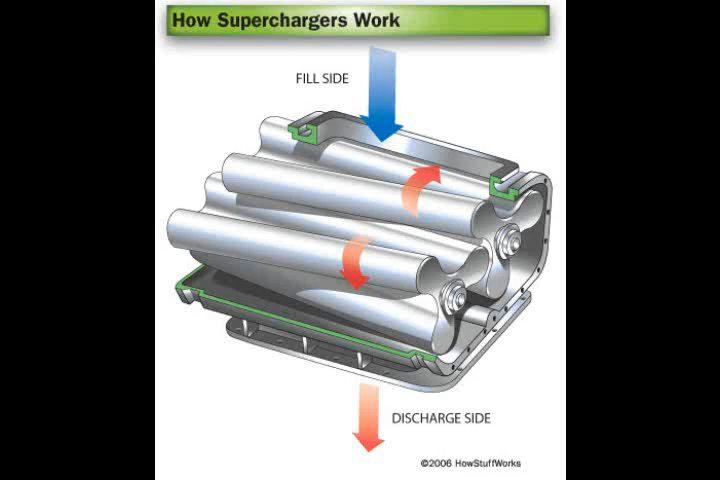 How Superchargers Work
FILL SIDE
DISCHARGE SIDE
©2006 HowStuffWorks